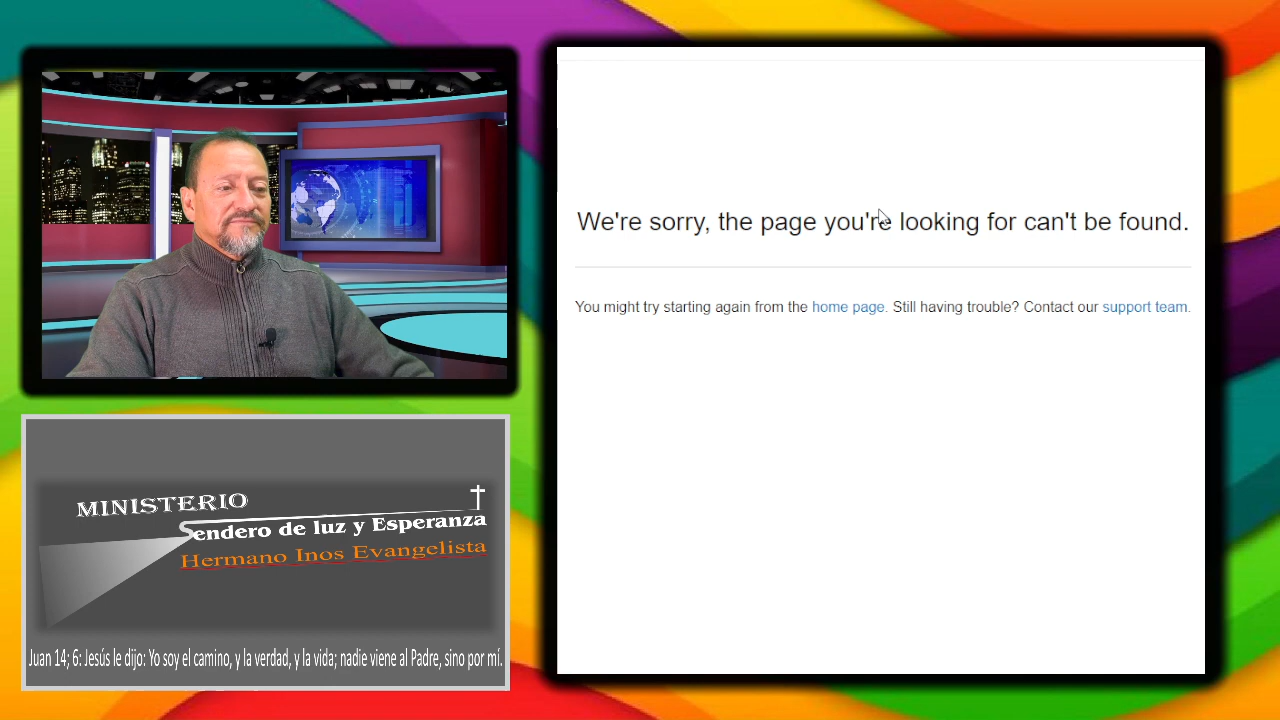 We're sorry, the page you're looking for can't be found.
You might try starting again from the home page. Still having trouble? Contact our support team.
MINISTERIO
Sendero de luz y Esperanza
Hermano Inos Evangelista
Juan 14; 6: Jesús le dijo: Yo soy el camino, y la verdad, y la vida; nadie viene al Padre, sino por mí.